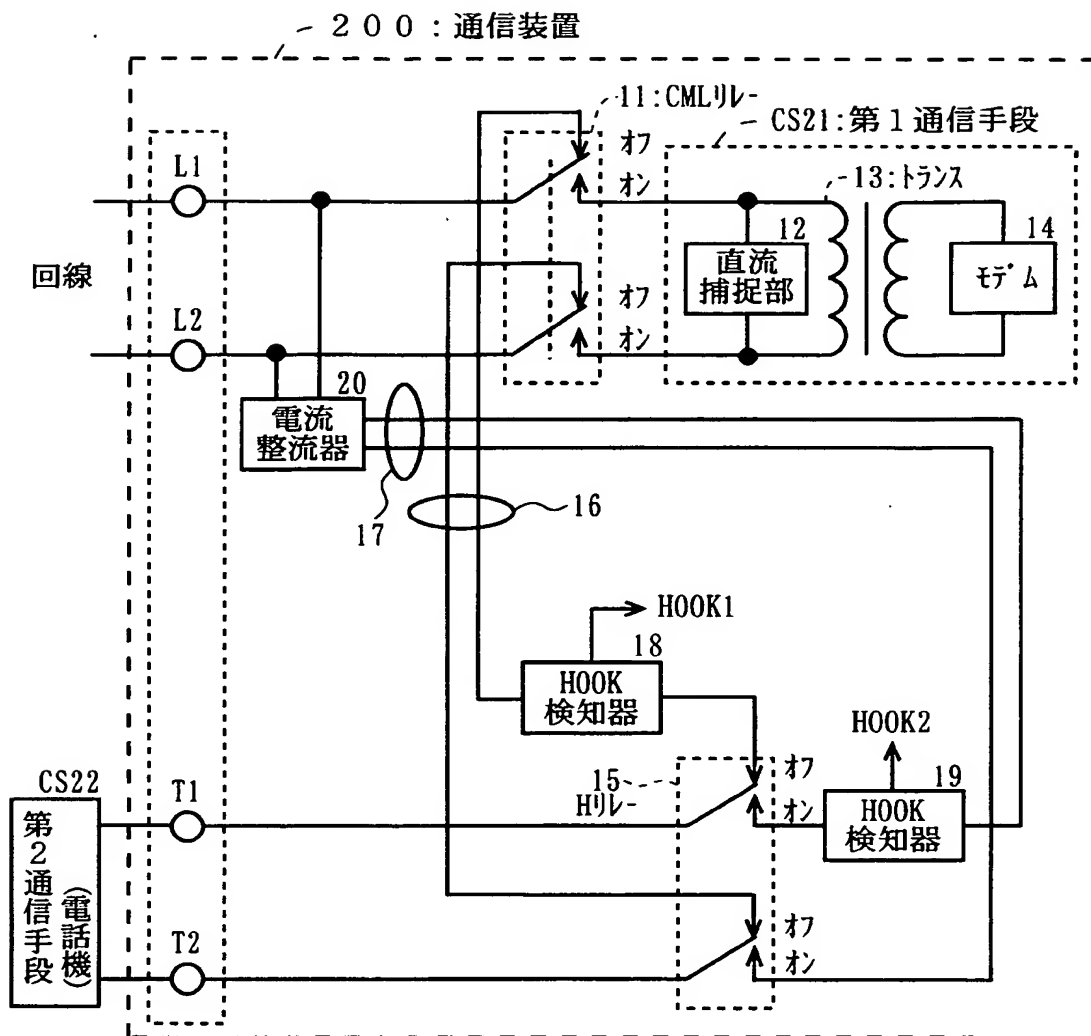 200:通信装置
11:CMLリレー
CS21:第1通信手段
L1
オフ
オン
13:トランス
12
直流
捕捉部
14
モデム
回線
L2
オフ
オン
20
電流
整流器
17
16
HOOK1
18
HOOK
検知器
HOOK2
CS22
T1
15
Hリレー
オフ
オン
19
HOOK
検知器
第2通信手段
(電話機)
T2
オフ
オン